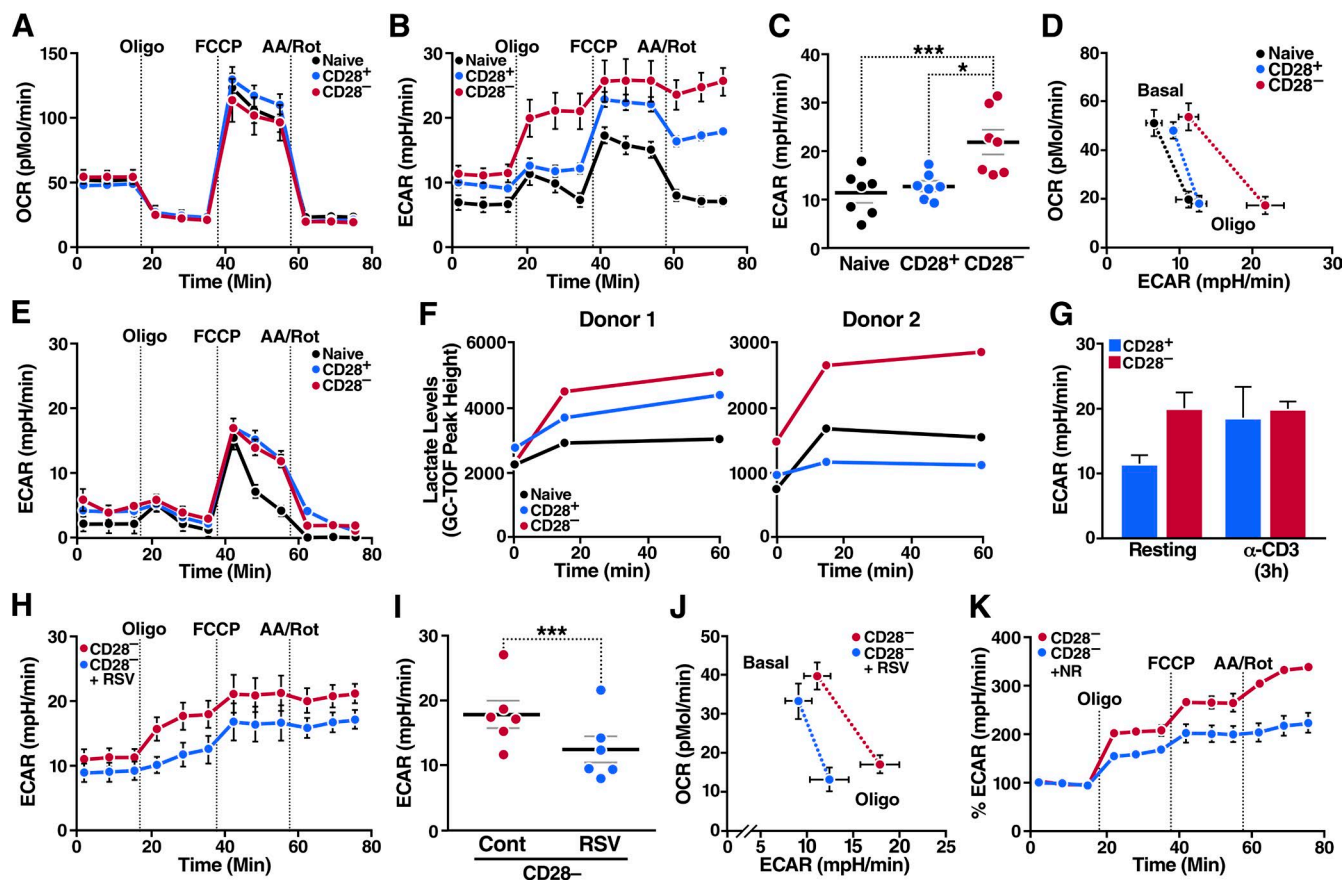 A
Oligo
FCCP
AA/Rot
Naive
CD28+
CD28–
OCR (pMol/min)
150
100
50
0
0
20
40
60
80
Time (Min)
B
Oligo
FCCP
AA/Rot
Naive
CD28+
CD28–
ECAR (mpH/min)
30
20
10
0
0
20
40
60
80
Time (Min)
C
***
*
ECAR (mpH/min)
40
30
20
10
0
Naive
CD28+
CD28–
D
Naive
CD28+
CD28–
Basal
Oligo
OCR (pMol/min)
80
60
40
20
0
0
10
20
30
ECAR (mpH/min)
E
Oligo
FCCP
AA/Rot
Naive
CD28+
CD28–
ECAR (mpH/min)
30
20
10
0
0
20
40
60
80
Time (Min)
F
Donor 1
Lactate Levels
(GC-TOF Peak Height)
6000
4000
2000
0
Naive
CD28+
CD28–
0
20
40
60
Time (min)
Donor 2
3000
2000
1000
0
0
20
40
60
Time (min)
G
CD28+
CD28–
ECAR (mpH/min)
30
20
10
0
Resting
α-CD3
(3h)
H
Oligo
FCCP
AA/Rot
CD28–
CD28–
+ RSV
ECAR (mpH/min)
30
20
10
0
0
20
40
60
80
Time (Min)
I
***
ECAR (mpH/min)
30
20
10
0
Cont
RSV
CD28–
J
CD28–
CD28–
+ RSV
Basal
Oligo
OCR (pMol/min)
50
40
30
20
10
0
5
10
15
20
25
ECAR (mpH/min)
K
CD28–
CD28–
+NR
Oligo
FCCP
AA/Rot
% ECAR (mpH/min)
400
300
200
100
0
0
20
40
60
80
Time (Min)